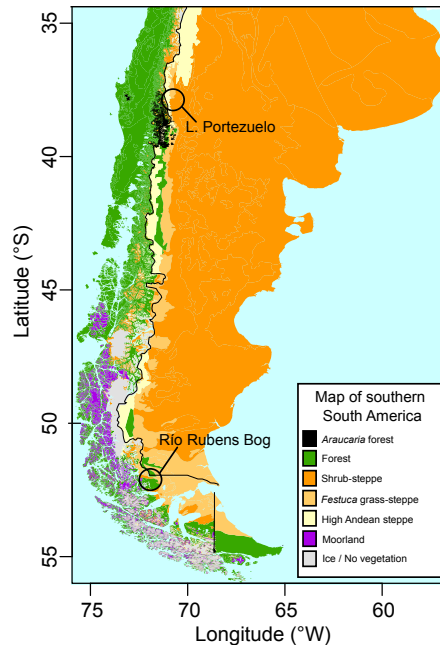 35
40
45
50
55
Latitude (°S)
L. Portezuelo
Río Rubens Bog
Map of southern
South America
Araucaria forest
Forest
Shrub-steppe
Festuca grass-steppe
High Andean steppe
Moorland
Ice / No vegetation
75
70
65
60
Longitude (°W)